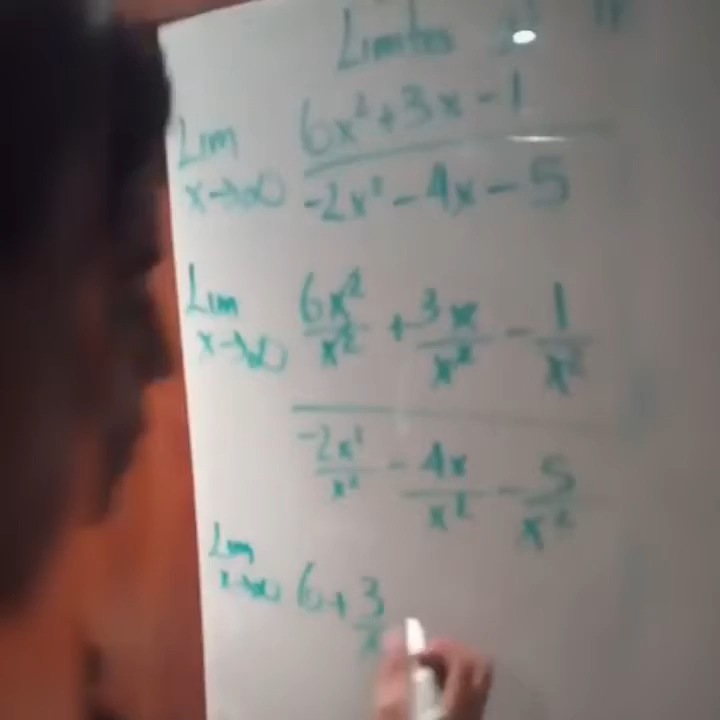 Limites
Lim x→∞ 6x²+3x-1 / -2x²-4x-5
Lim x→∞ 6x²/x² + 3x/x² - 1/x² / -2x²/x² - 4x/x² - 5/x²
Lim x→∞ 6+3/x